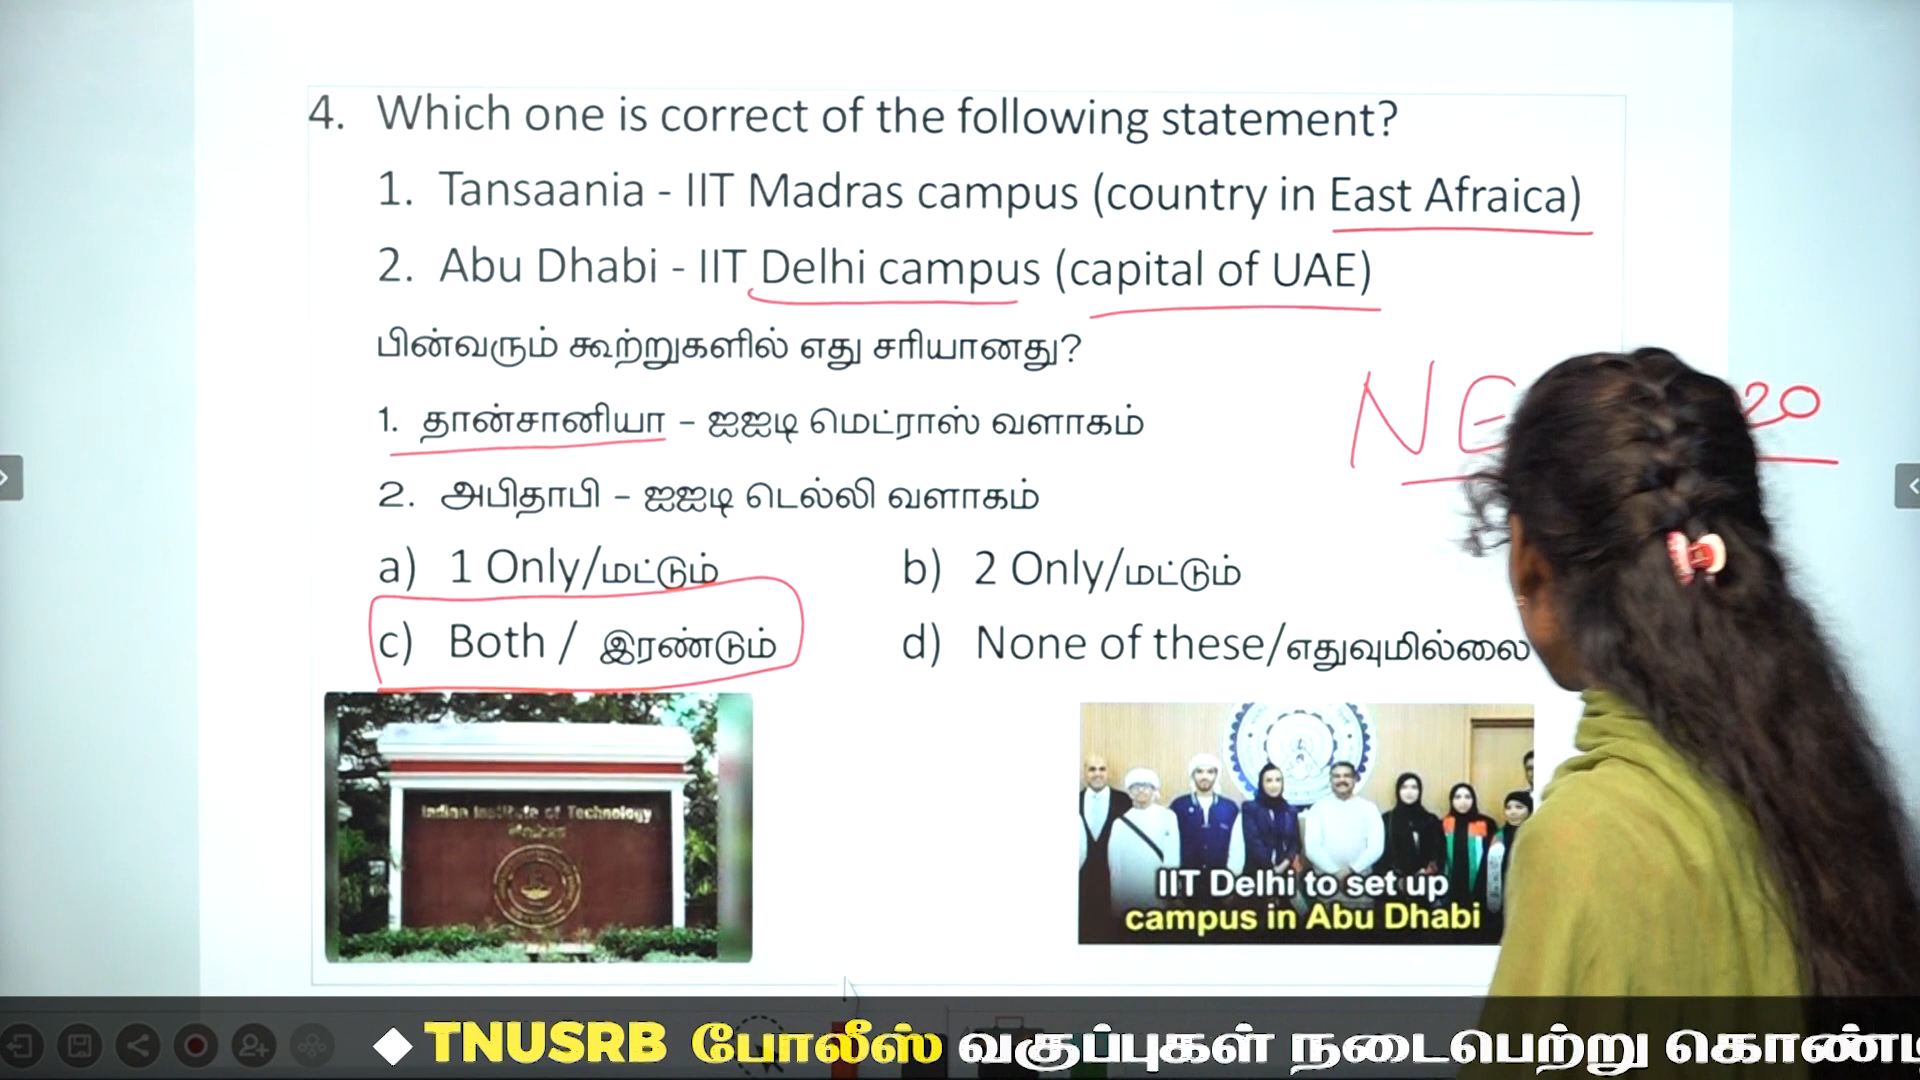 4. Which one is correct of the following statement?
1. Tansaania - IIT Madras campus (country in East Afraica)
2. Abu Dhabi - IIT Delhi campus (capital of UAE)
பின்வரும் கூற்றுகளில் எது சரியானது?
1. தான்சானியா – ஐஐடி மெட்ராஸ் வளாகம்
2. அபிதாபி – ஐஐடி டெல்லி வளாகம்
NE 20
a) 1 Only/மட்டும் b) 2 Only/மட்டும்
c) Both / இரண்டும் d) None of these/எதுவுமில்லை
Indian Institute of Technology
IIT Delhi to set up
campus in Abu Dhabi
◆ TNUSRB போலீஸ் வகுப்புகள் நடைபெற்று